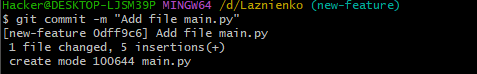 Hacker@DESKTOP-LJSM39P MINGW64 /d/Laznienko (new-feature)
$ git commit -m "Add file main.py"
[new-feature 0dff9c6] Add file main.py
 1 file changed, 5 insertions(+)
 create mode 100644 main.py